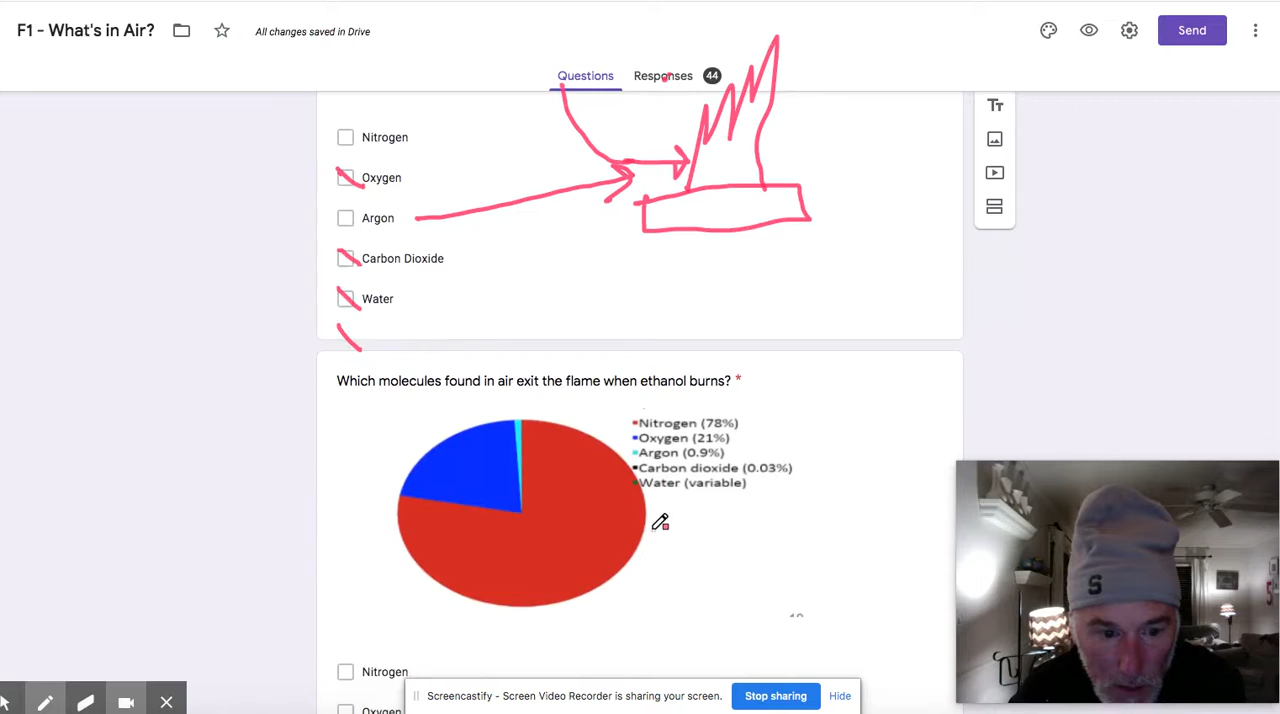 F1 - What's in Air?
All changes saved in Drive
Send
Questions
Responses
44
Nitrogen
Oxygen
Argon
Carbon Dioxide
Water
Tт
Which molecules found in air exit the flame when ethanol burns? *
Nitrogen (78%)
Oxygen (21%)
Argon (0.9%)
Carbon dioxide (0.03%)
Water (variable)
Nitrogen
Oxygen
Screencastify - Screen Video Recorder is sharing your screen.
Stop sharing
Hide
S